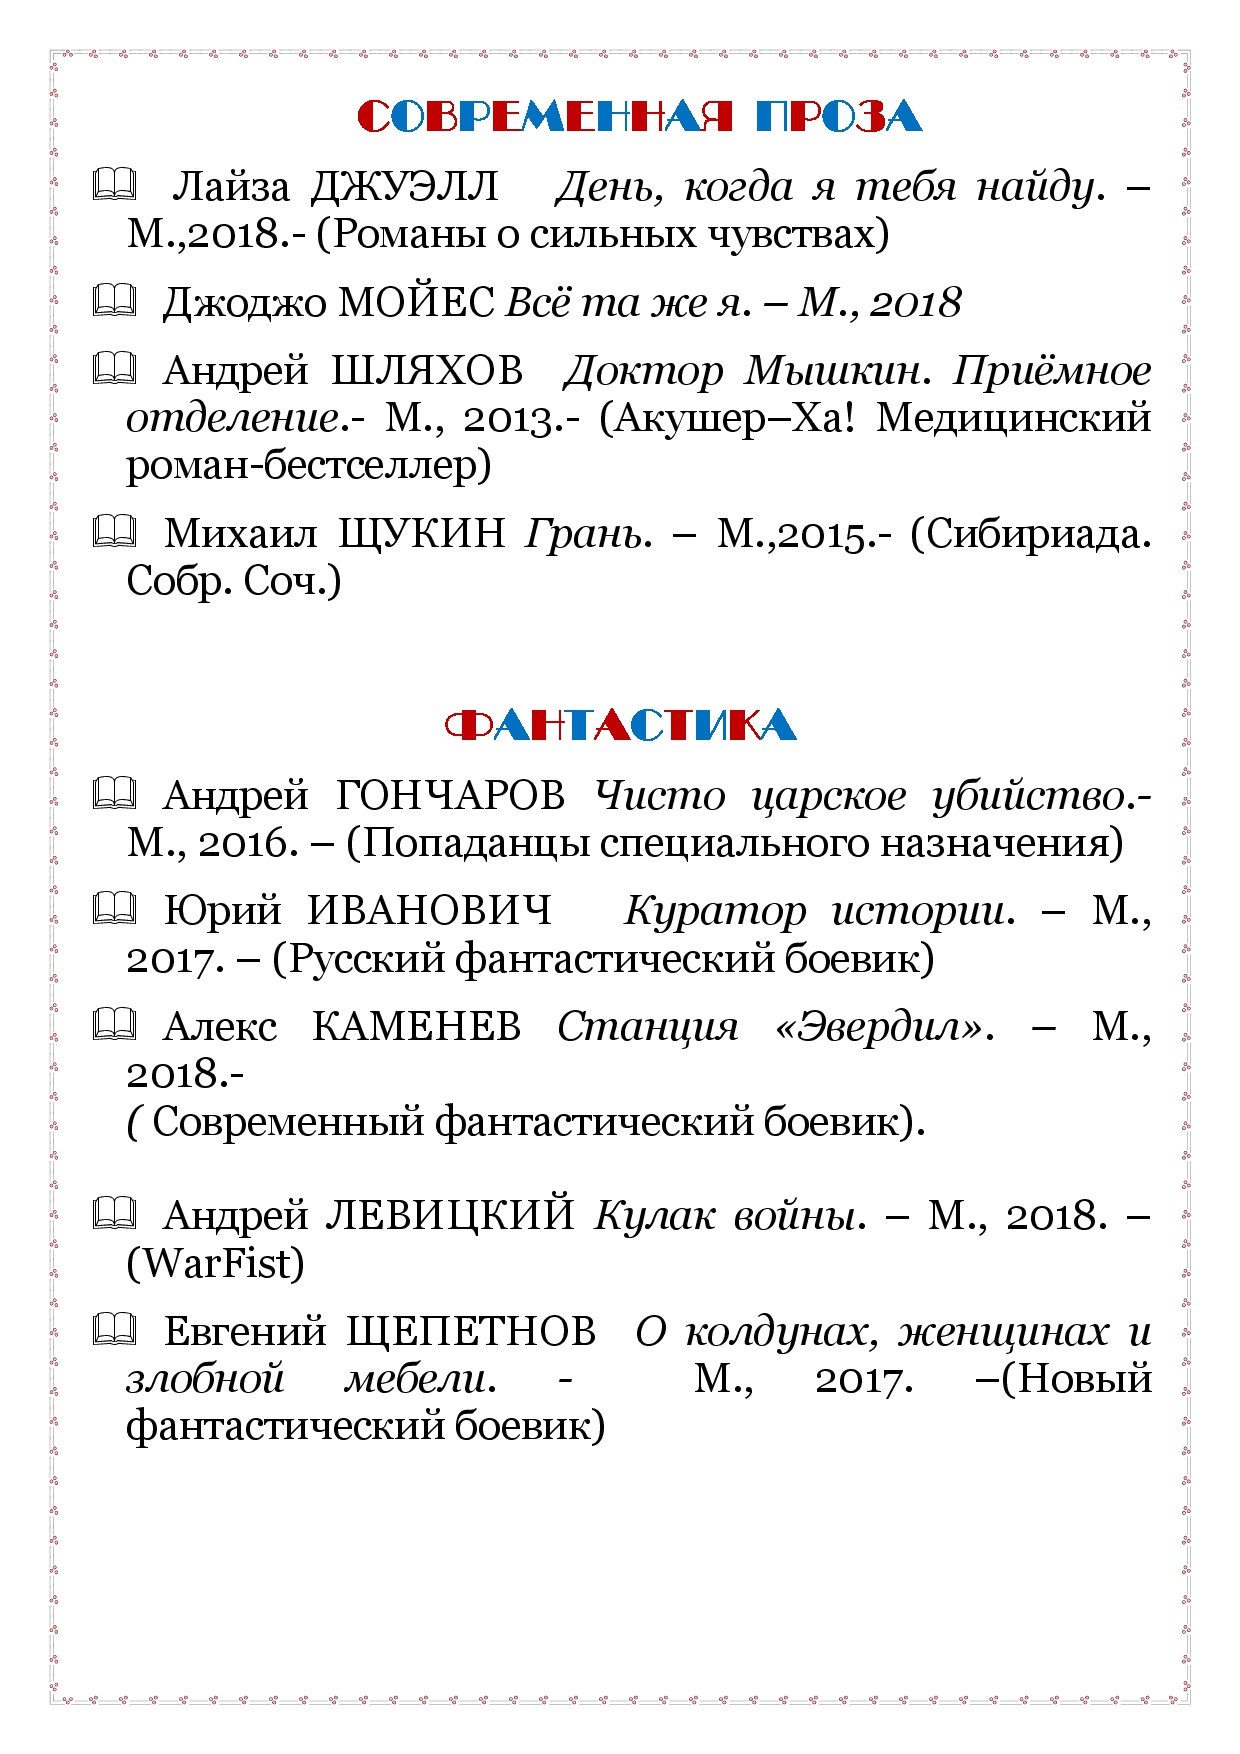 СОВРЕМЕННАЯ ПРОЗА
Лайза ДЖУЭЛЛ День, когда я тебя найду. –
М.,2018.- (Романы о сильных чувствах)
Джоджо МОЙЕС Всё та же я. – М., 2018
Андрей ШЛЯХОВ Доктор Мышкин. Приёмное
отделение.- М., 2013.- (Акушер–Ха! Медицинский
роман-бестселлер)
Михаил ЩУКИН Грань. – М.,2015.- (Сибириада.
Собр. Соч.)
ФАНТАСТИКА
Андрей ГОНЧАРОВ Чисто царское убийство.-
М., 2016. – (Попаданцы специального назначения)
Юрий ИВАНОВИЧ Куратор истории. – М.,
2017. – (Русский фантастический боевик)
Алекс КАМЕНЕВ Станция «Эвердил». – М.,
2018.-
( Современный фантастический боевик).
Андрей ЛЕВИЦКИЙ Кулак войны. – М., 2018. –
(WarFist)
Евгений ЩЕПЕТНОВ О колдунах, женщинах и
злобной мебели. - М., 2017. –(Новый
фантастический боевик)